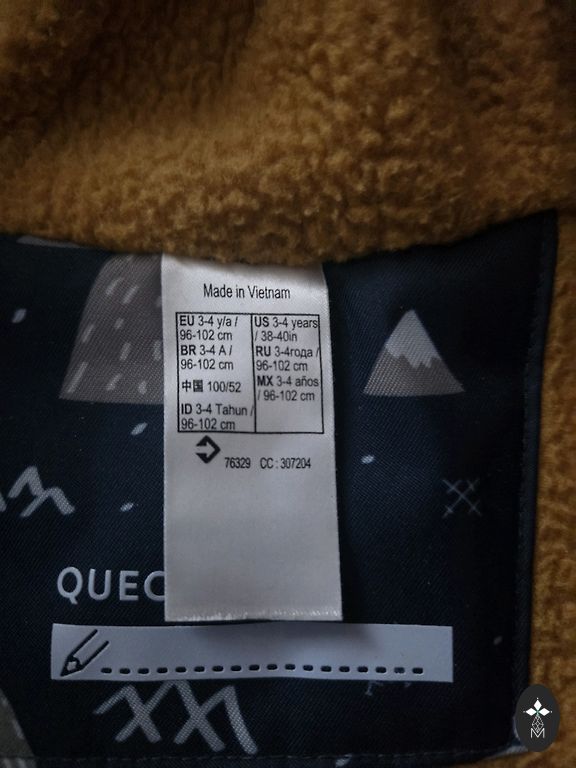 Made in Vietnam
EU 3-4 y/a /
96-102 cm
BR 3-4 A /
96-102 cm
中国 100/52
ID 3-4 Tahun /
96-102 cm
US 3-4 years
/ 38-40in
RU 3-4года /
96-102 cm
MX 3-4 años
/ 96-102 cm
76329 CC : 307204
QUEC